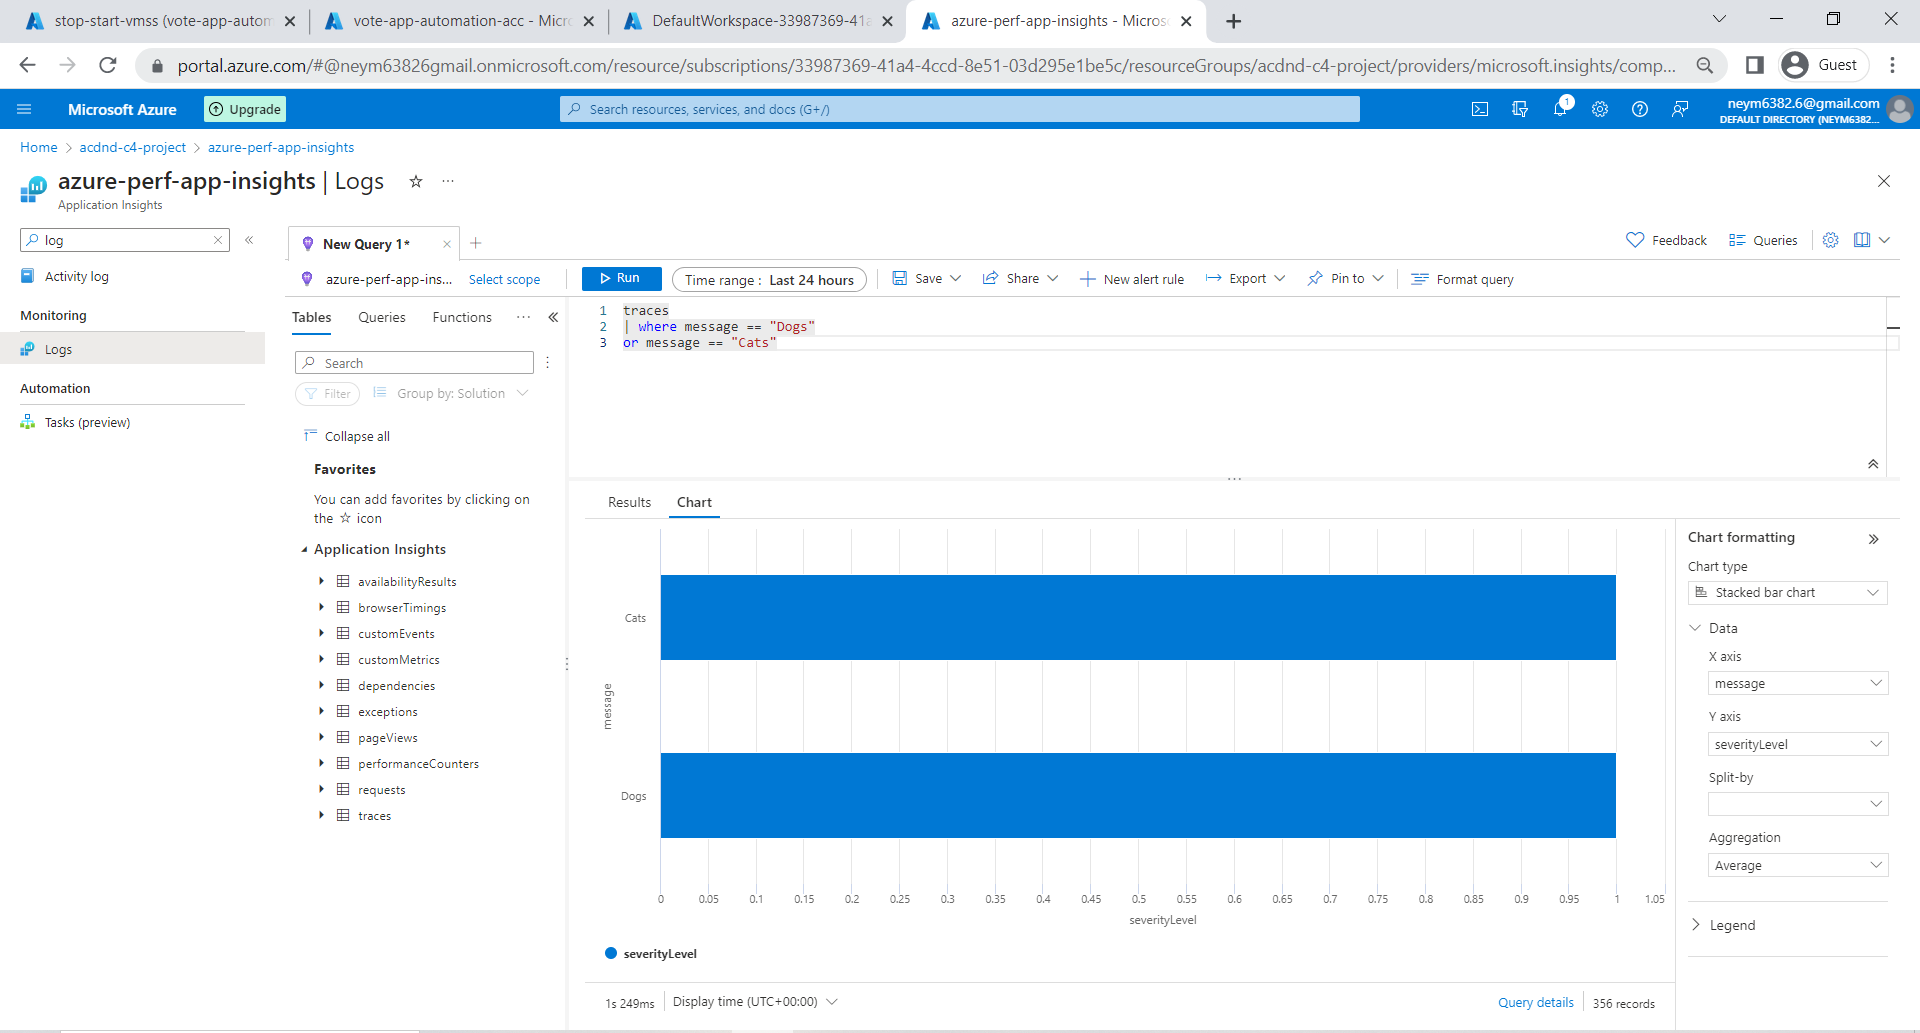 stop-start-vmss (vote-app-autom
vote-app-automation-acc - Micro
DefaultWorkspace-33987369-41a
azure-perf-app-insights - Microso
portal.azure.com/#@neym63826gmail.onmicrosoft.com/resource/subscriptions/33987369-41a4-4ccd-8e51-03d295e1be5c/resourceGroups/acdnd-c4-project/providers/microsoft.insights/comp...
Guest
Microsoft Azure
Upgrade
Search resources, services, and docs (G+/)
1
neym6382.6@gmail.com
DEFAULT DIRECTORY (NEYM6382...
Home > acdnd-c4-project > azure-perf-app-insights
azure-perf-app-insights | Logs
...
Application Insights
log
Activity log
Monitoring
Logs
Automation
Tasks (preview)
New Query 1*
Feedback
Queries
azure-perf-app-ins...
Select scope
Run
Time range : Last 24 hours
Save
Share
New alert rule
Export
Pin to
Format query
Tables
Queries
Functions
...
Search
Filter
Group by: Solution
Collapse all
Favorites
You can add favorites by clicking on
the ☆ icon
Application Insights
availabilityResults
browserTimings
customEvents
customMetrics
dependencies
exceptions
pageViews
performanceCounters
requests
traces
1 traces
2 | where message == "Dogs"
3 or message == "Cats"
Results
Chart
Cats
Dogs
message
0 0.05 0.1 0.15 0.2 0.25 0.3 0.35 0.4 0.45 0.5 0.55 0.6 0.65 0.7 0.75 0.8 0.85 0.9 0.95 1 1.05
severityLevel
severityLevel
Chart formatting
Chart type
Stacked bar chart
Data
X axis
message
Y axis
severityLevel
Split-by
Aggregation
Average
Legend
1s 249ms
Display time (UTC+00:00)
Query details
356 records